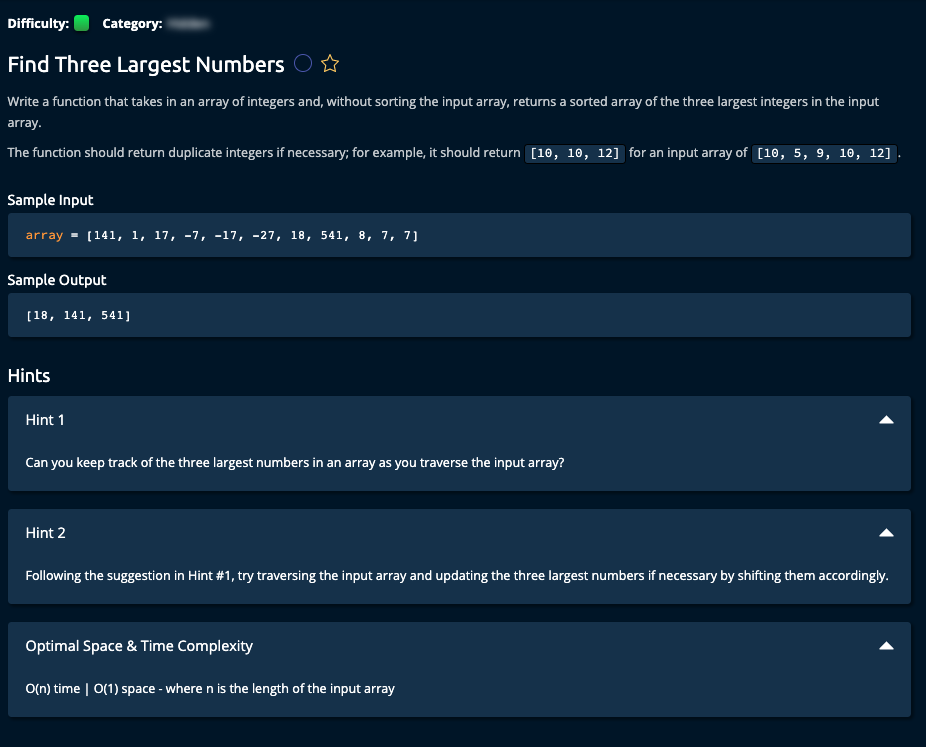 Difficulty: Category:
Find Three Largest Numbers
Write a function that takes in an array of integers and, without sorting the input array, returns a sorted array of the three largest integers in the input
array.
The function should return duplicate integers if necessary; for example, it should return [10, 10, 12] for an input array of [10, 5, 9, 10, 12] .
Sample Input
array = [141, 1, 17, -7, -17, -27, 18, 541, 8, 7, 7]
Sample Output
[18, 141, 541]
Hints
Hint 1
Can you keep track of the three largest numbers in an array as you traverse the input array?
Hint 2
Following the suggestion in Hint #1, try traversing the input array and updating the three largest numbers if necessary by shifting them accordingly.
Optimal Space & Time Complexity
O(n) time | O(1) space - where n is the length of the input array